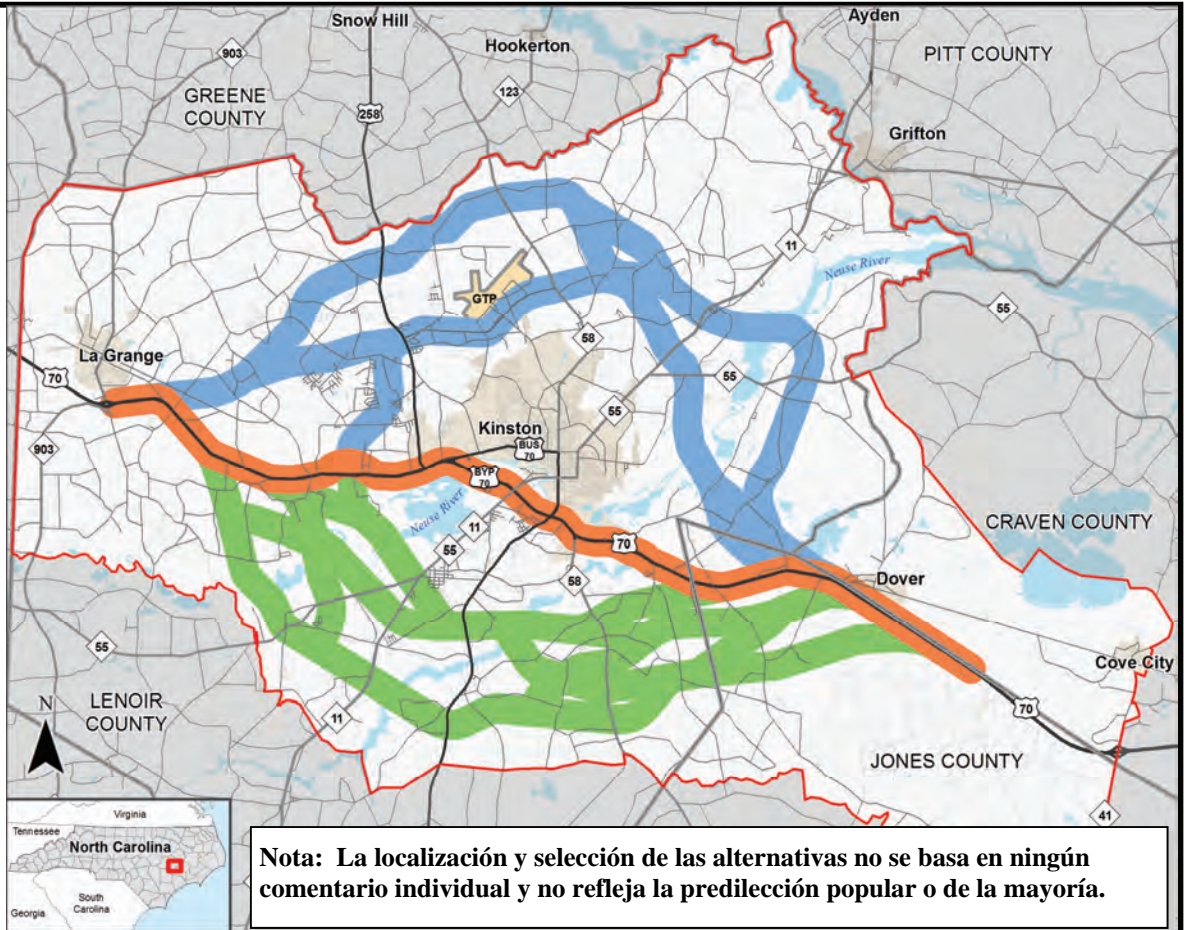 Snow Hill
Ayden
903
Hookerton
PITT COUNTY
GREENE
COUNTY
123
258
Grifton
11
Neuse River
GTP
55
58
La Grange
70
55
55
Kinston
BUS
70
903
BYP
70
Neuse River
11
55
70
CRAVEN COUNTY
58
Dover
55
Cove City
LENOIR
COUNTY
N
11
70
JONES COUNTY
41
Virginia
Tennessee
North Carolina
South
Carolina
Georgia
Nota: La localización y selección de las alternativas no se basa en ningún
comentario individual y no refleja la predilección popular o de la mayoría.